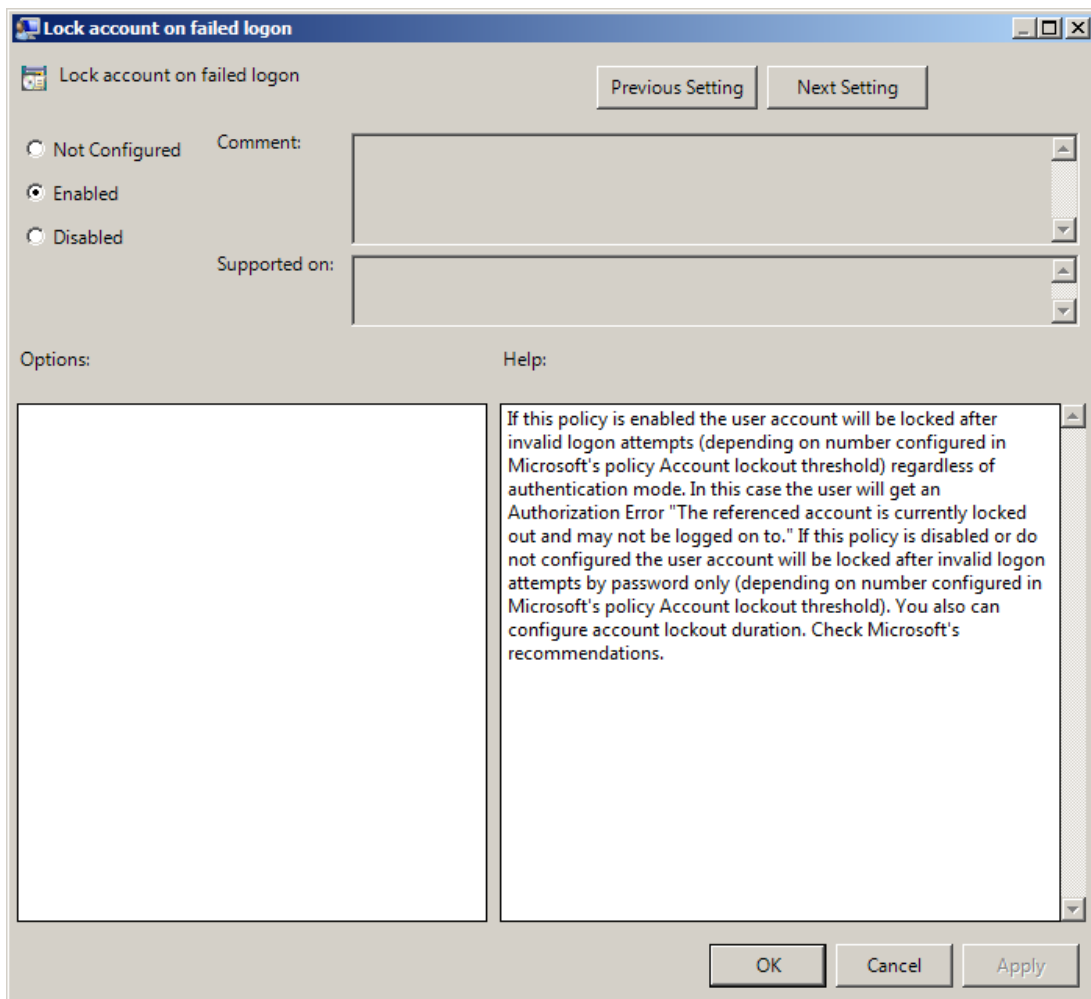 Lock account on failed logon
Lock account on failed logon
Previous Setting
Next Setting
Not Configured
Comment:
Enabled
Disabled
Supported on:
Options:
Help:
If this policy is enabled the user account will be locked after
invalid logon attempts (depending on number configured in
Microsoft's policy Account lockout threshold) regardless of
authentication mode. In this case the user will get an
Authorization Error "The referenced account is currently locked
out and may not be logged on to." If this policy is disabled or do
not configured the user account will be locked after invalid logon
attempts by password only (depending on number configured in
Microsoft's policy Account lockout threshold). You also can
configure account lockout duration. Check Microsoft's
recommendations.
OK
Cancel
Apply